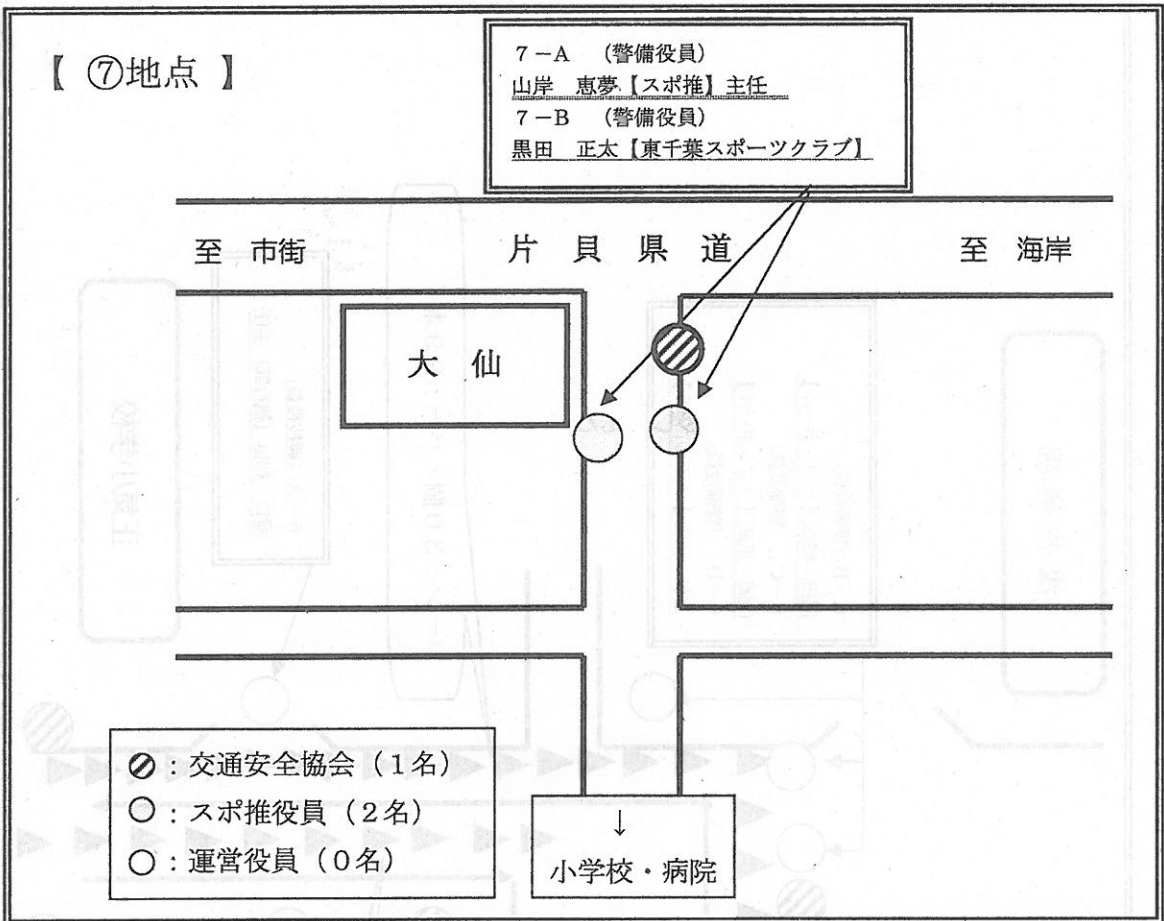 【 ⑦地点 】
7－A （警備役員）
山岸 恵夢【スポ推】主任
7－B （警備役員）
黒田 正太【東千葉スポーツクラブ】
至 市街
片 貝 県 道
至 海岸
大 仙
⊘：交通安全協会（1名）
○：スポ推役員（2名）
○：運営役員（0名）
↓
小学校・病院